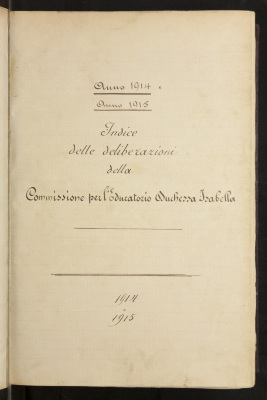 Anno 1914 e
Anno 1915
Indice
delle deliberazioni
della
Commissione per l'Educatorio Duchessa Isabella
1914
e
1915